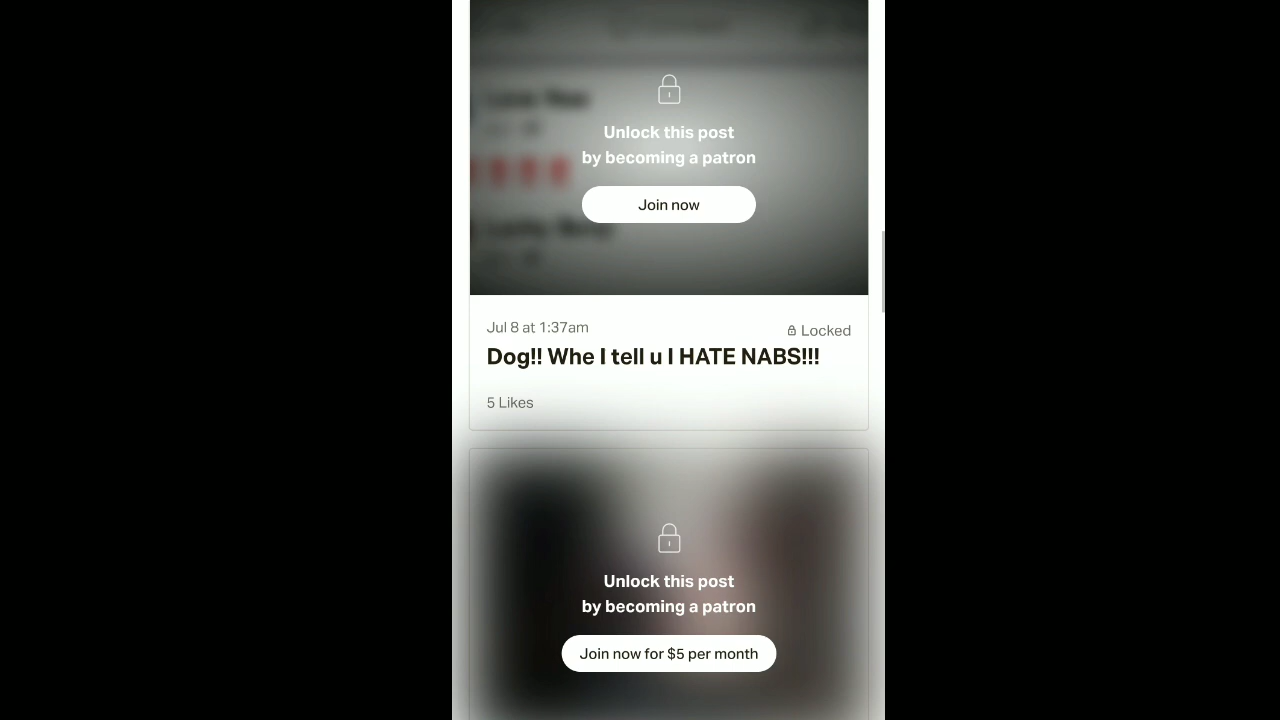 Unlock this post
by becoming a patron
Join now
Jul 8 at 1:37am
Locked
Dog!! Whe I tell u I HATE NABS!!!
5 Likes
Unlock this post
by becoming a patron
Join now for $5 per month